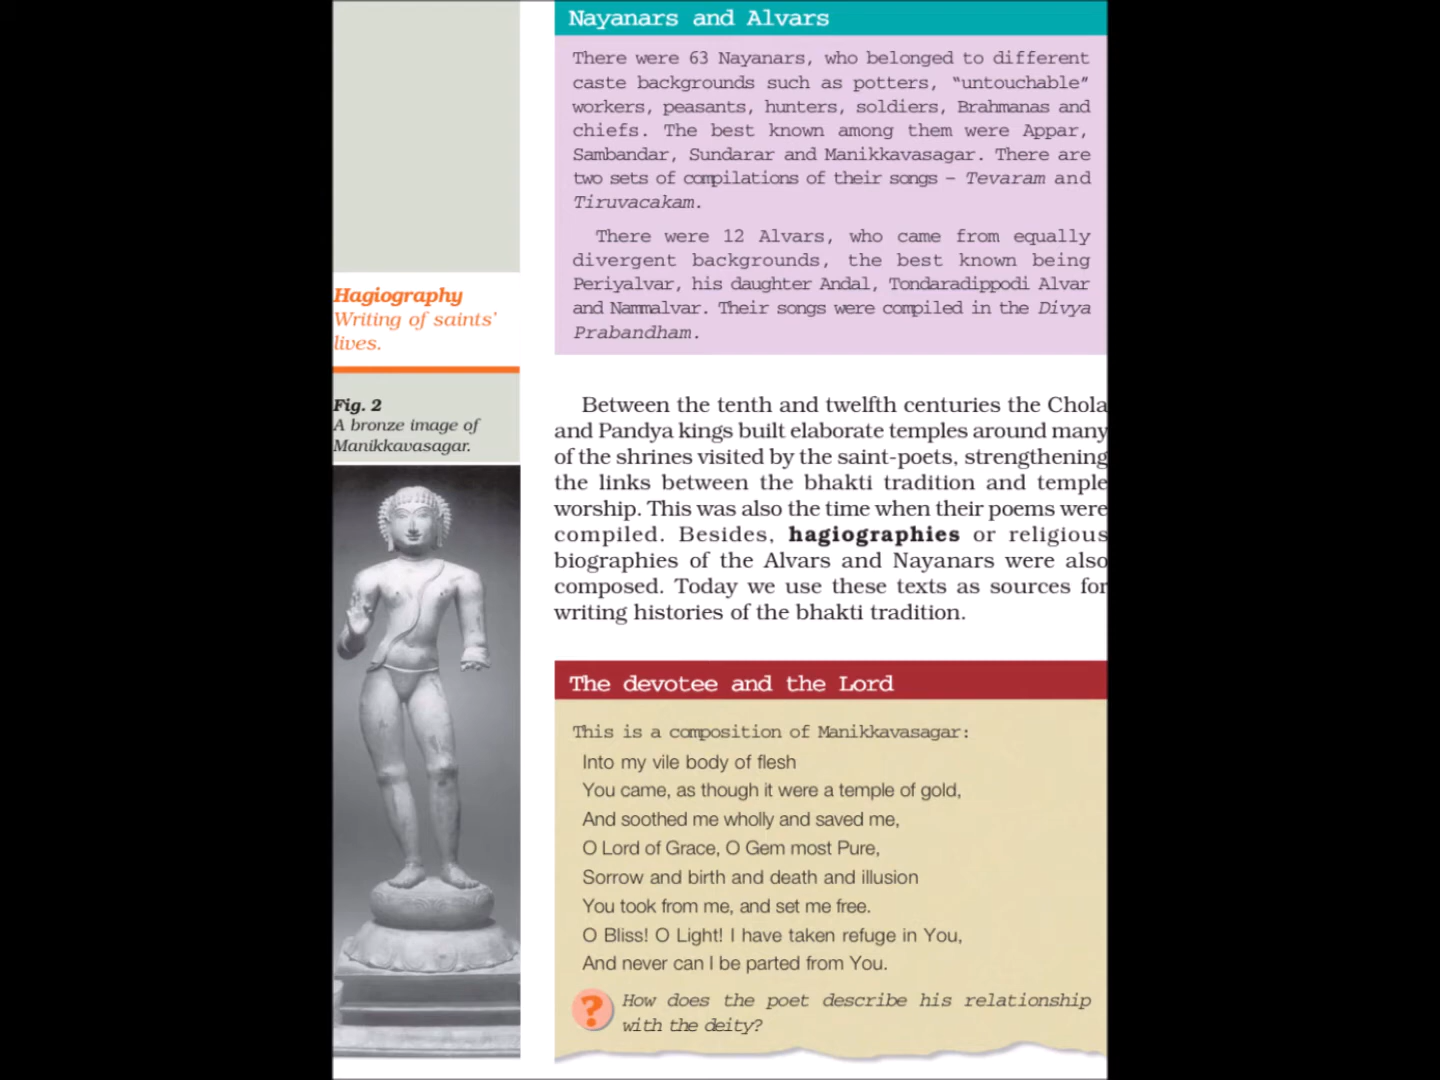 Nayanars and Alvars
There were 63 Nayanars, who belonged to different
caste backgrounds such as potters, “untouchable”
workers, peasants, hunters, soldiers, Brahmanas and
chiefs. The best known among them were Appar,
Sambandar, Sundarar and Manikkavasagar. There are
two sets of compilations of their songs – Tevaram and
Tiruvacakam.
There were 12 Alvars, who came from equally
divergent backgrounds, the best known being
Periyalvar, his daughter Andal, Tondaradippodi Alvar
and Nammalvar. Their songs were compiled in the Divya
Prabandham.
Hagiography
Writing of saints’
lives.
Fig. 2
A bronze image of
Manikkavasagar.
Between the tenth and twelfth centuries the Chola
and Pandya kings built elaborate temples around many
of the shrines visited by the saint-poets, strengthening
the links between the bhakti tradition and temple
worship. This was also the time when their poems were
compiled. Besides, hagiographies or religious
biographies of the Alvars and Nayanars were also
composed. Today we use these texts as sources for
writing histories of the bhakti tradition.
The devotee and the Lord
This is a composition of Manikkavasagar:
Into my vile body of flesh
You came, as though it were a temple of gold,
And soothed me wholly and saved me,
O Lord of Grace, O Gem most Pure,
Sorrow and birth and death and illusion
You took from me, and set me free.
O Bliss! O Light! I have taken refuge in You,
And never can I be parted from You.
? How does the poet describe his relationship
with the deity?